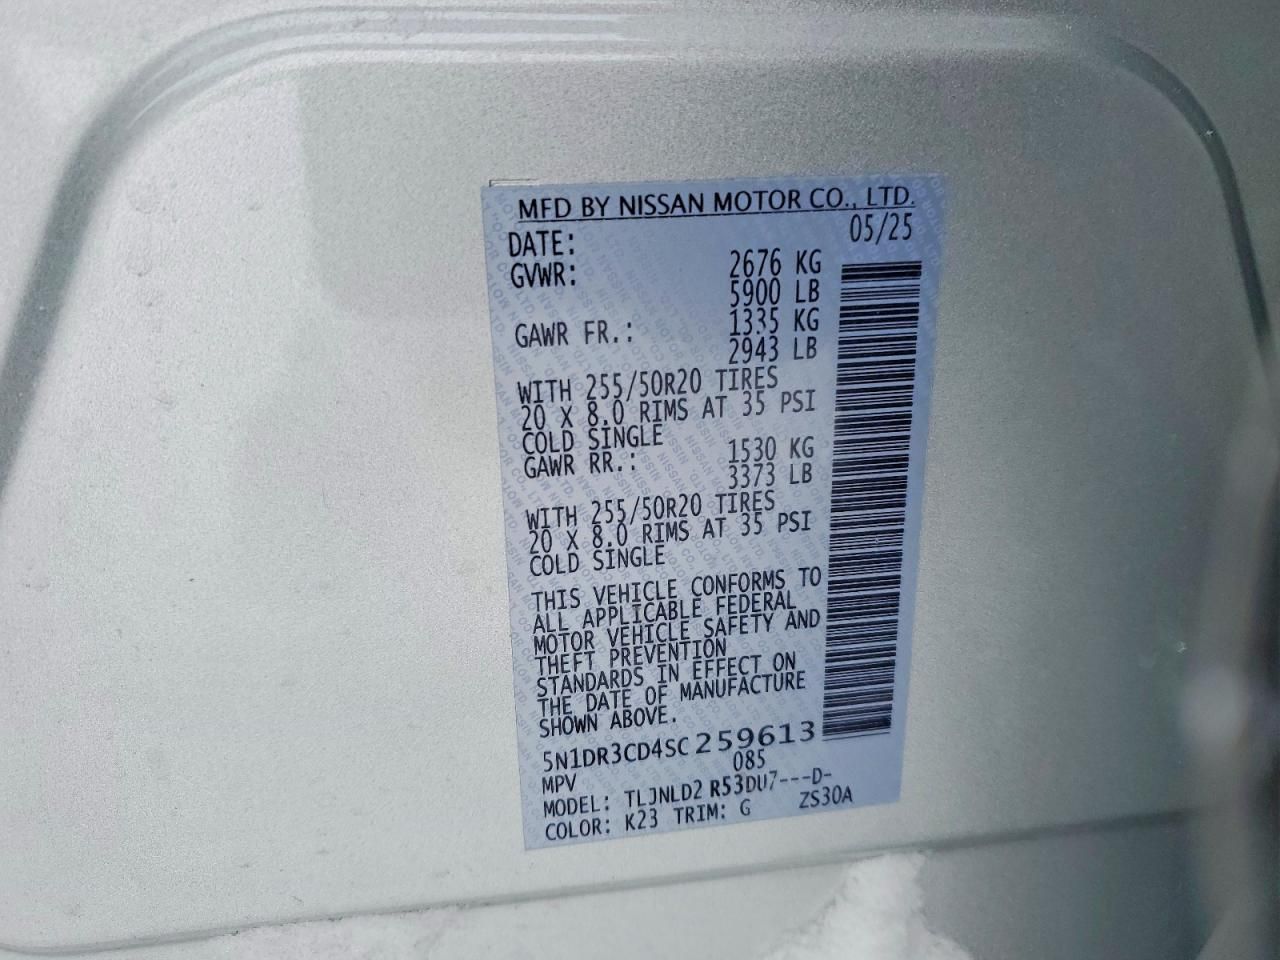 MFD BY NISSAN MOTOR CO., LTD.
DATE: 05/25
GVWR: 2676 KG
5900 LB
GAWR FR.: 1335 KG
2943 LB
WITH 255/50R20 TIRES
20 X 8.0 RIMS AT 35 PSI
COLD SINGLE
GAWR RR.: 1530 KG
3373 LB
WITH 255/50R20 TIRES
20 X 8.0 RIMS AT 35 PSI
COLD SINGLE
THIS VEHICLE CONFORMS TO
ALL APPLICABLE FEDERAL
MOTOR VEHICLE SAFETY AND
THEFT PREVENTION
STANDARDS IN EFFECT ON
THE DATE OF MANUFACTURE
SHOWN ABOVE.
5N1DR3CD4SC259613
MPV 085
MODEL: TLJNLD2 R53DU7---D-
COLOR: K23 TRIM: G ZS30A